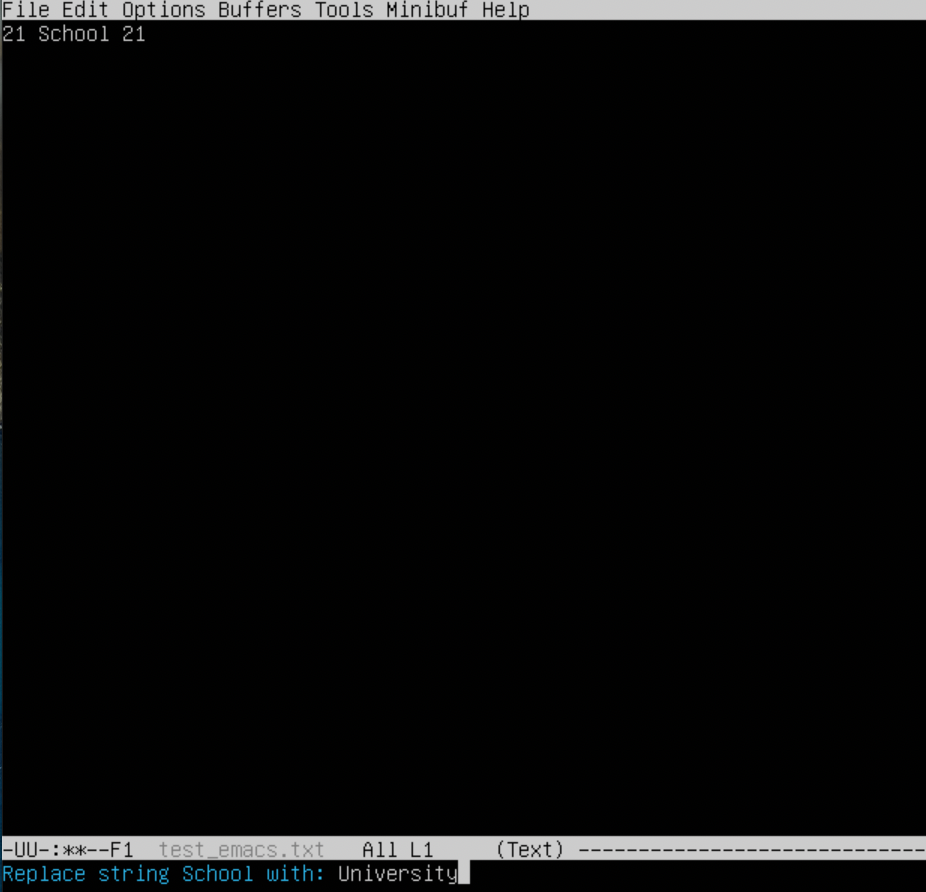 File Edit Options Buffers Tools Minibuf Help
21 School 21
-UU-:**--F1  test_emacs.txt   All L1     (Text) -----------------------------
Replace string School with: University